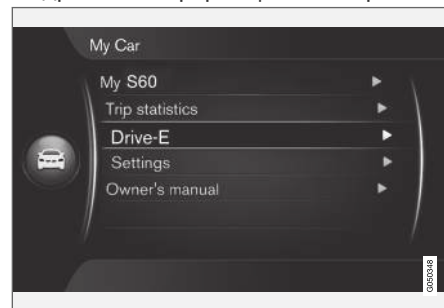 My Car
My S60
Trip statistics
Drive-E
Settings
Owner's manual
G050348